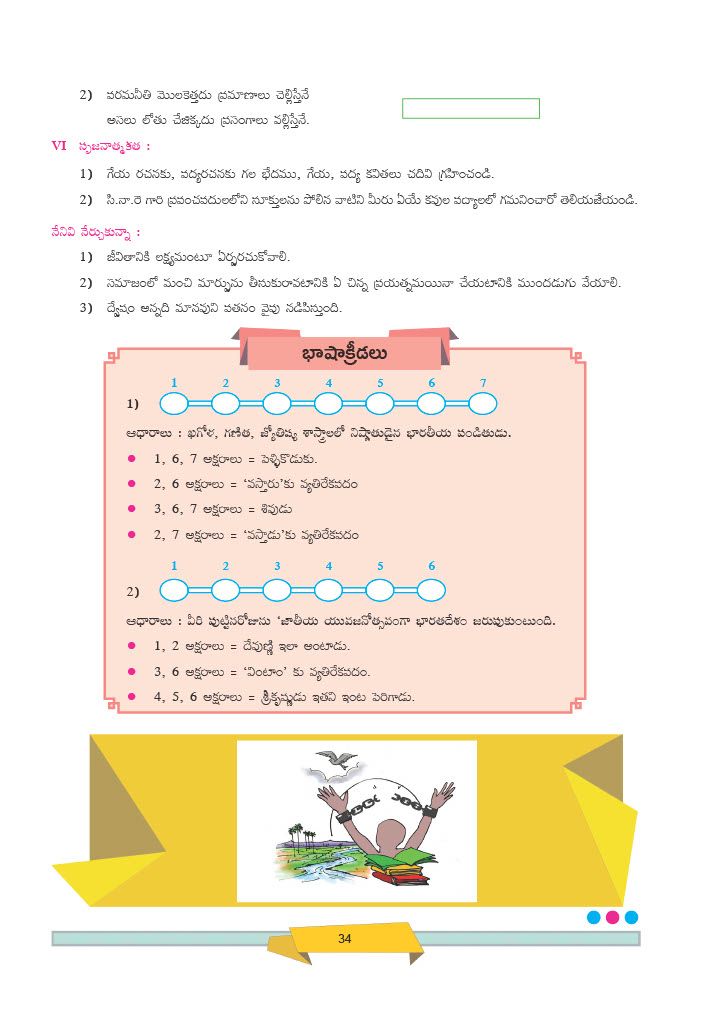 2) పరమనీతి మొలకెత్తదు ప్రమాణాలు చెల్లిస్తేనే
అసలు లోతు చేజిక్కదు ప్రసంగాలు వల్లిస్తేనే.
VI సృజనాత్మకత :
1) గేయ రచనకు, పద్యరచనకు గల భేదము, గేయ, పద్య కవితలు చదివి గ్రహించండి.
2) సి.నా.రె గారి ప్రపంచపదులలోని సూక్తులను పోలిన వాటిని మీరు ఏయే కవుల పద్యాలలో గమనించారో తెలియజేయండి.
నేనివి నేర్చుకున్నా :
1) జీవితానికి లక్ష్యమంటూ ఏర్పరచుకోవాలి.
2) సమాజంలో మంచి మార్పును తీసుకురావటానికి ఏ చిన్న ప్రయత్నమయినా చేయటానికి ముందడుగు వేయాలి.
3) ద్వేషం అన్నది మానవుని పతనం వైపు నడిపిస్తుంది.
భాషాక్రీడలు
1 2 3 4 5 6 7
1)
ఆధారాలు : ఖగోళ, గణిత, జ్యోతిష్య శాస్త్రాలలో నిష్ణాతుడైన భారతీయ పండితుడు.
• 1, 6, 7 అక్షరాలు = పెళ్ళికొడుకు.
• 2, 6 అక్షరాలు = 'వస్తారు'కు వ్యతిరేకపదం
• 3, 6, 7 అక్షరాలు = శివుడు
• 2, 7 అక్షరాలు = 'వస్తాడు'కు వ్యతిరేకపదం
1 2 3 4 5 6
2)
ఆధారాలు : వీరి పుట్టినరోజును 'జాతీయ యువజనోత్సవంగా భారతదేశం జరుపుకుంటుంది.
• 1, 2 అక్షరాలు = దేవుణ్ణి ఇలా అంటాడు.
• 3, 6 అక్షరాలు = 'వింటాం' కు వ్యతిరేకపదం.
• 4, 5, 6 అక్షరాలు = శ్రీకృష్ణుడు ఇతని ఇంట పెరిగాడు.
34